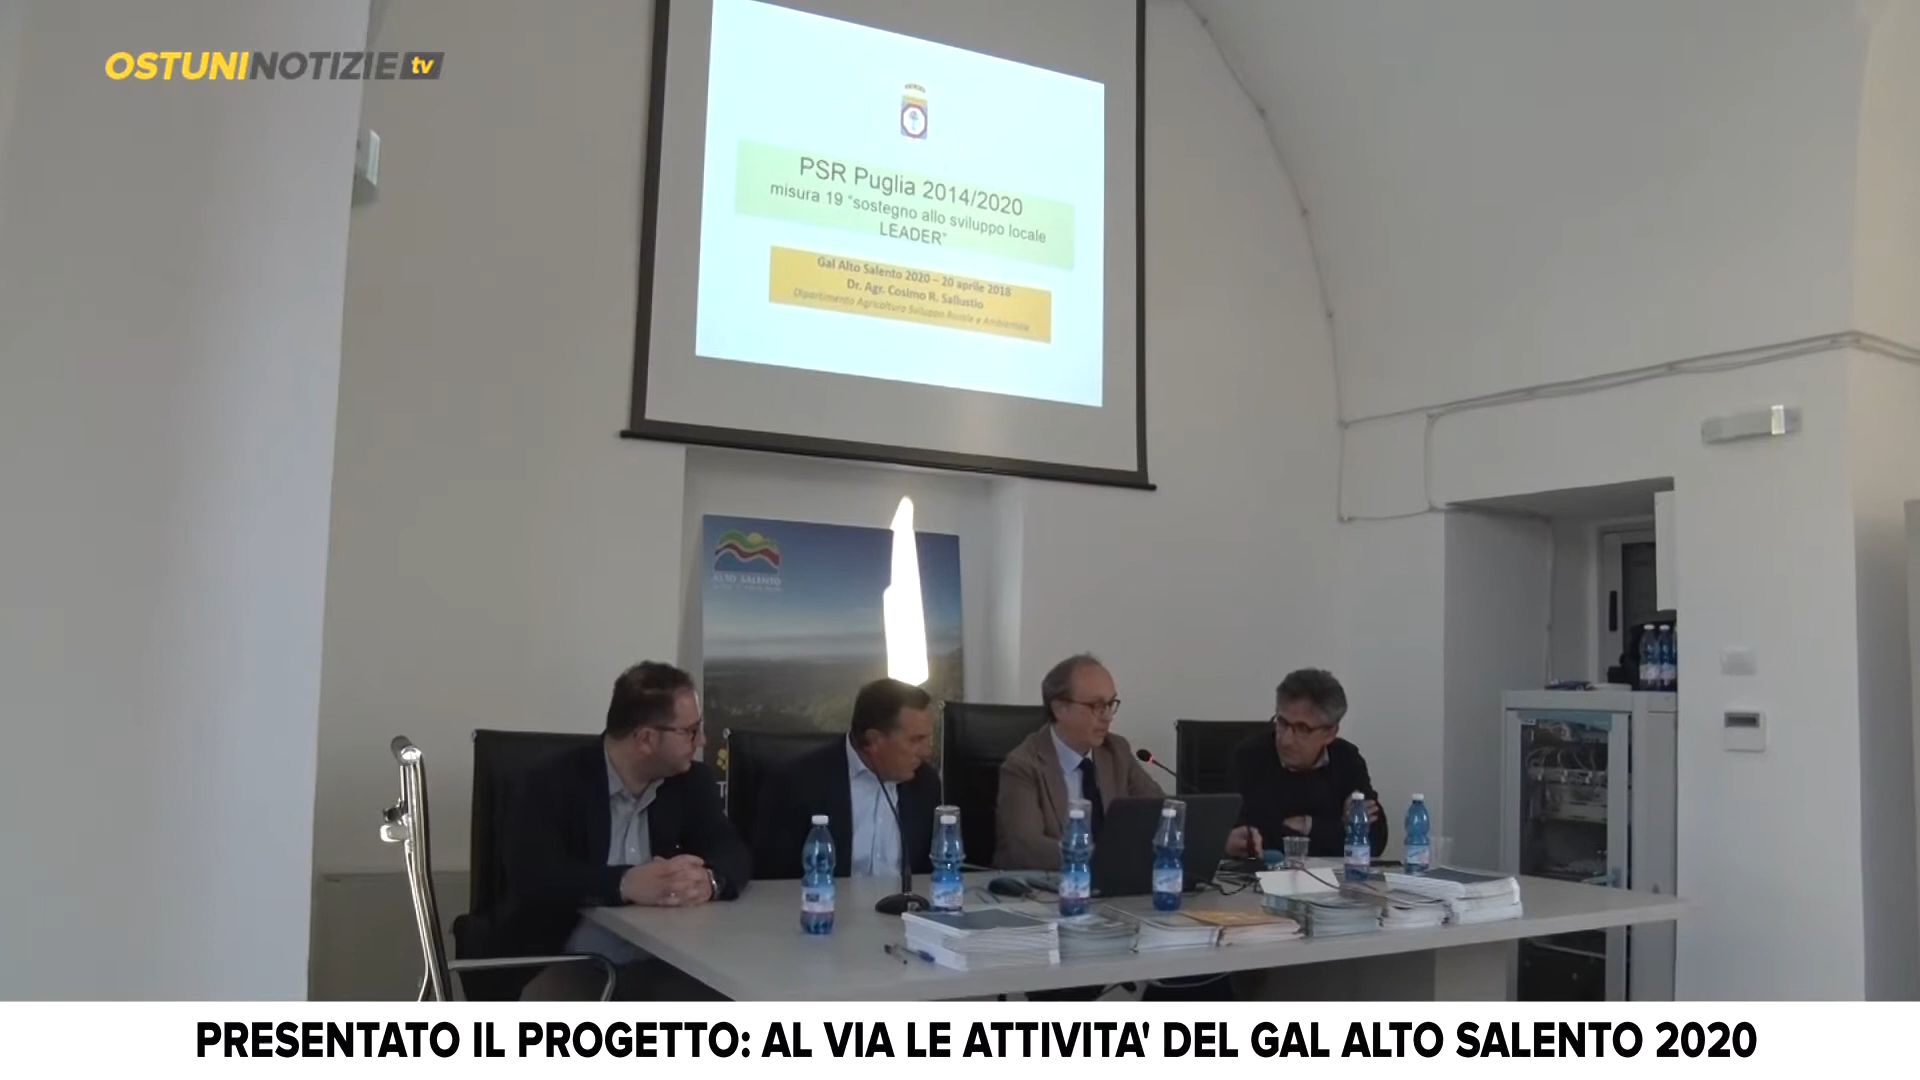 OSTUNINOTIZIE tv
PSR Puglia 2014/2020
misura 19 "sostegno allo sviluppo locale
LEADER"
Gal Alto Salento 2020 – 20 aprile 2018
Dr. Agr. Cosimo R. Sallustio
Dipartimento Agricoltura Sviluppo Rurale e Ambientale
ALTO SALENTO
PRESENTATO IL PROGETTO: AL VIA LE ATTIVITA' DEL GAL ALTO SALENTO 2020